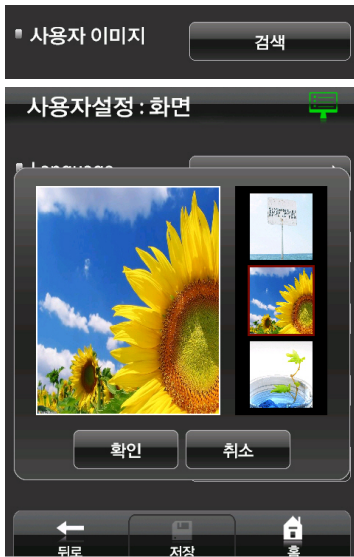 사용자 이미지
검색
사용자설정 : 화면
Language
확인
취소
뒤로
저장
홈